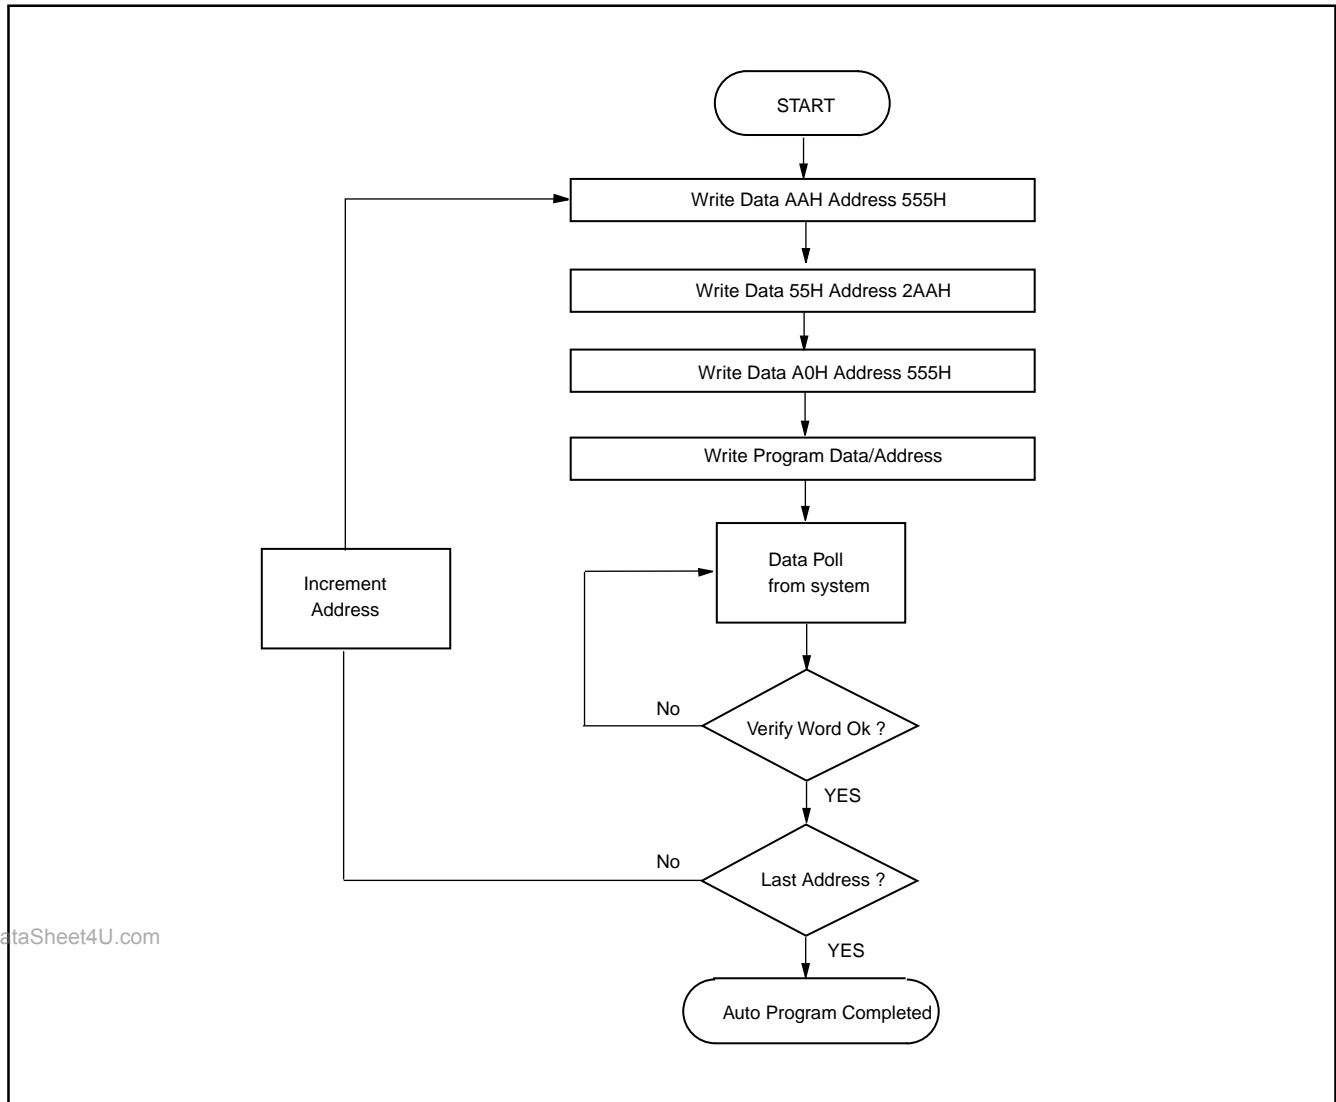 START
Write Data AAH Address 555H
Write Data 55H Address 2AAH
Write Data A0H Address 555H
Write Program Data/Address
Data Poll
from system
Increment
Address
No
Verify Word Ok ?
YES
No
Last Address ?
ataSheet4U.com
YES
Auto Program Completed